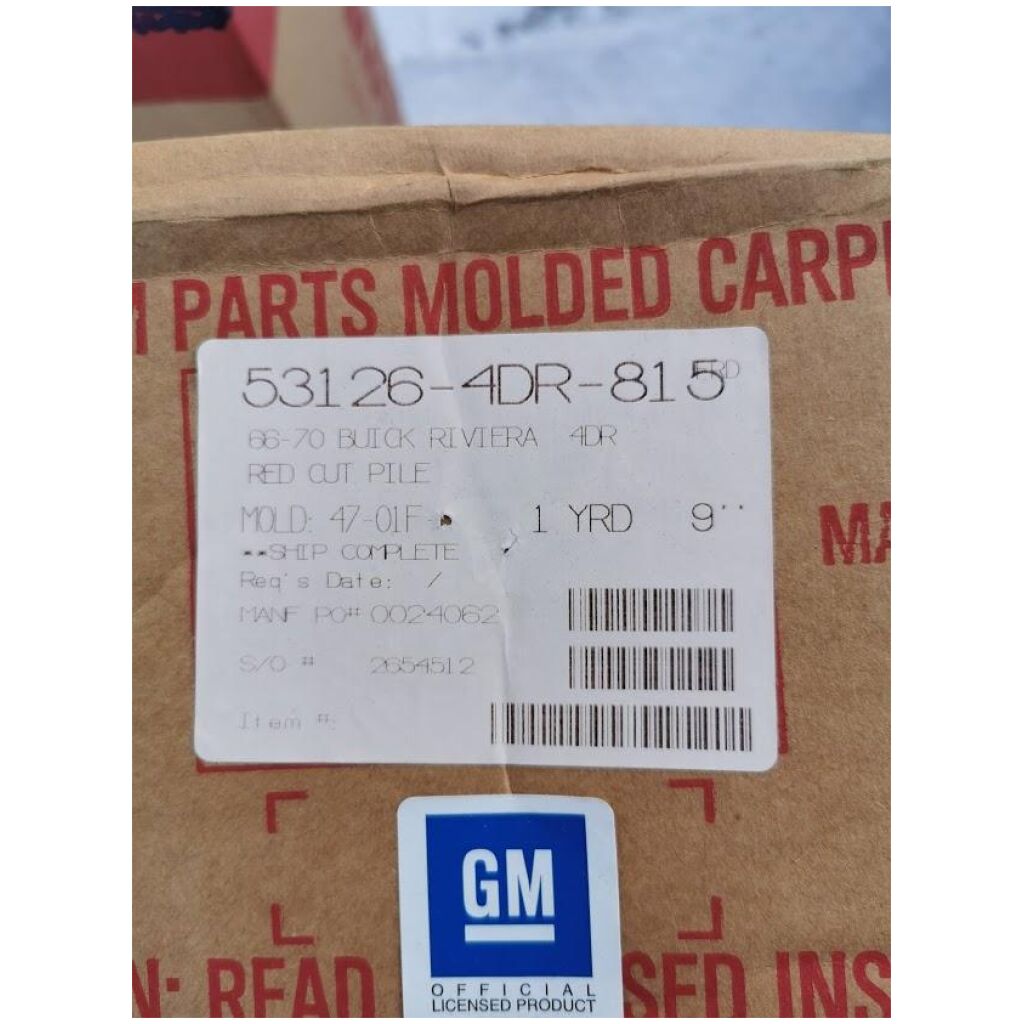 PARTS MOLDED CARP
53126-4DR-815
66-70 BUICK RIVIERA 4DR
RED CUT PILE
MOLD: 47-01F 1 YRD 9''
**SHIP COMPLETE
Req's Date: /
MANF PO# 0024062
S/O # 2654512
Item #:
MA
GM
OFFICIAL
LICENSED PRODUCT
N: READ SED INS